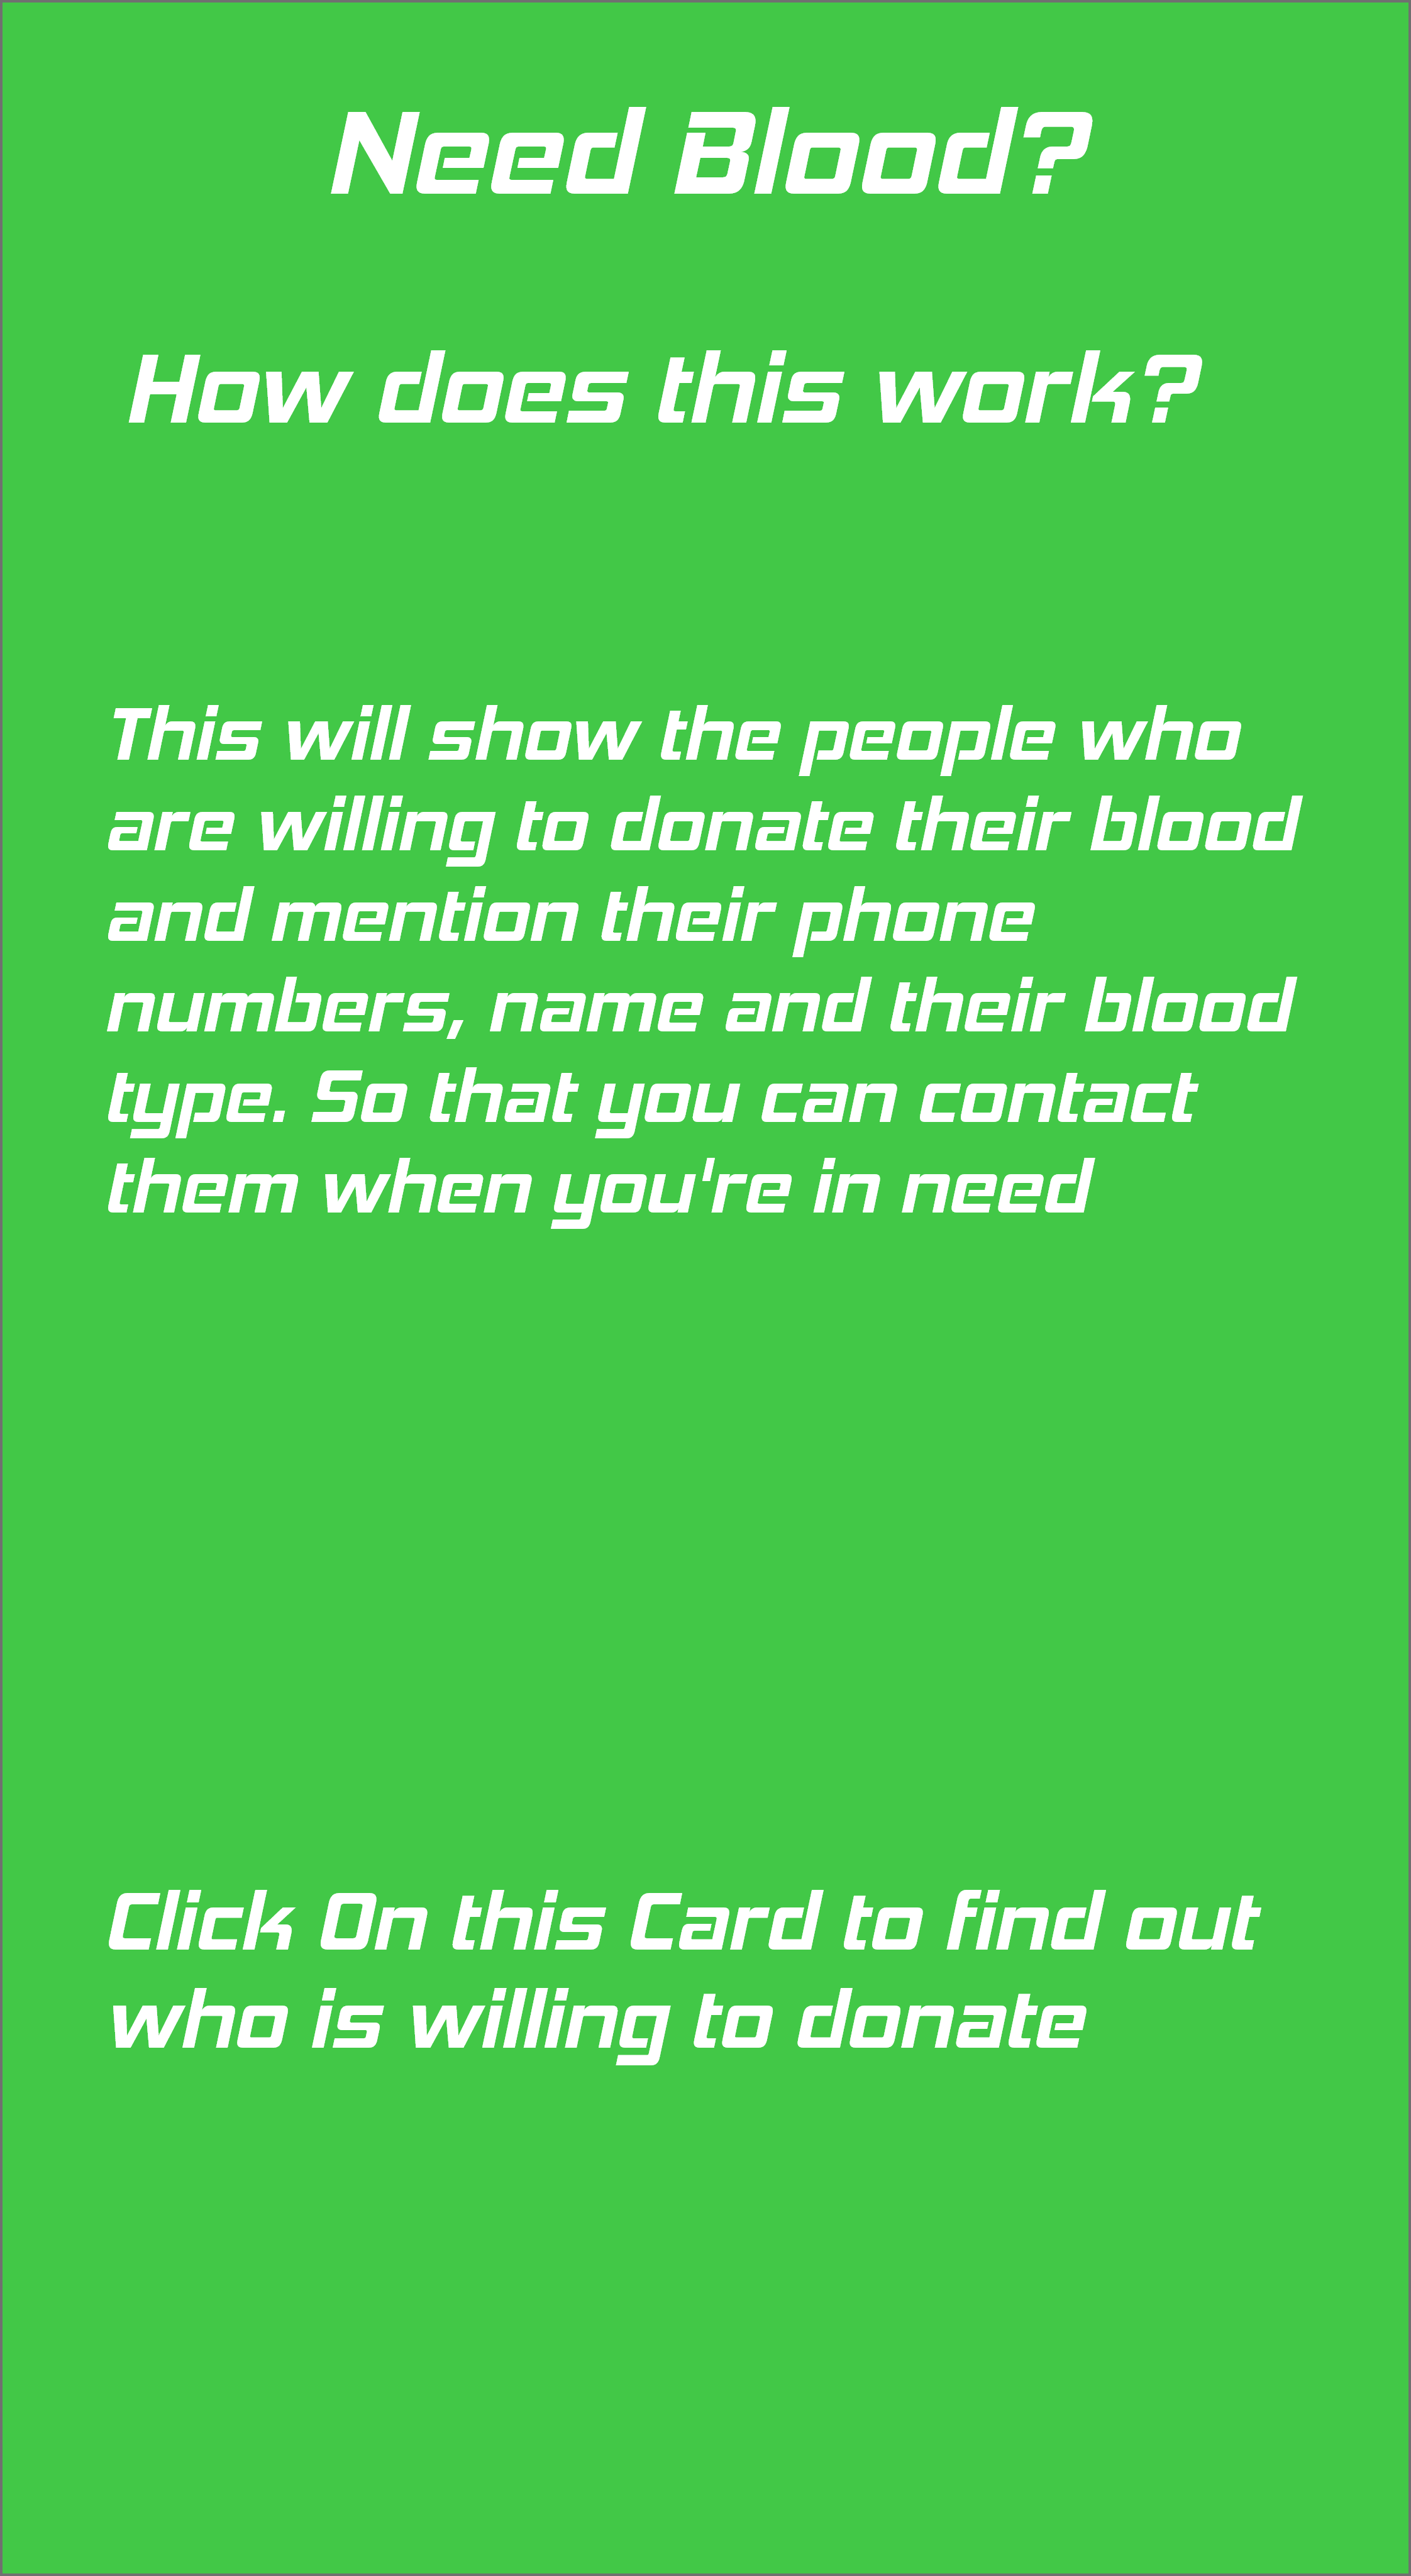 Need Blood?
How does this work?
This will show the people who
are willing to donate their blood
and mention their phone
numbers, name and their blood
type. So that you can contact
them when you're in need
Click On this Card to find out
who is willing to donate